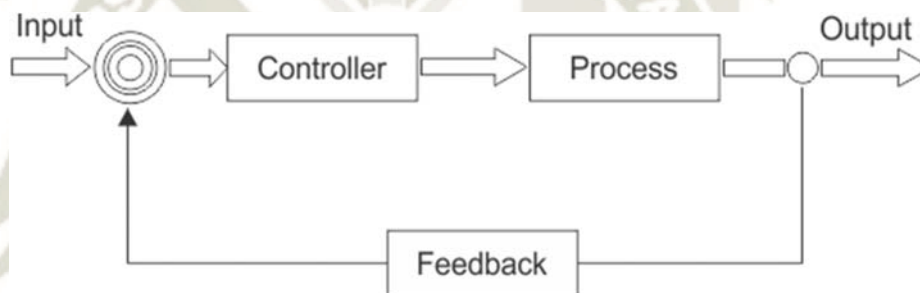 Input
Output
Controller
Process
Feedback